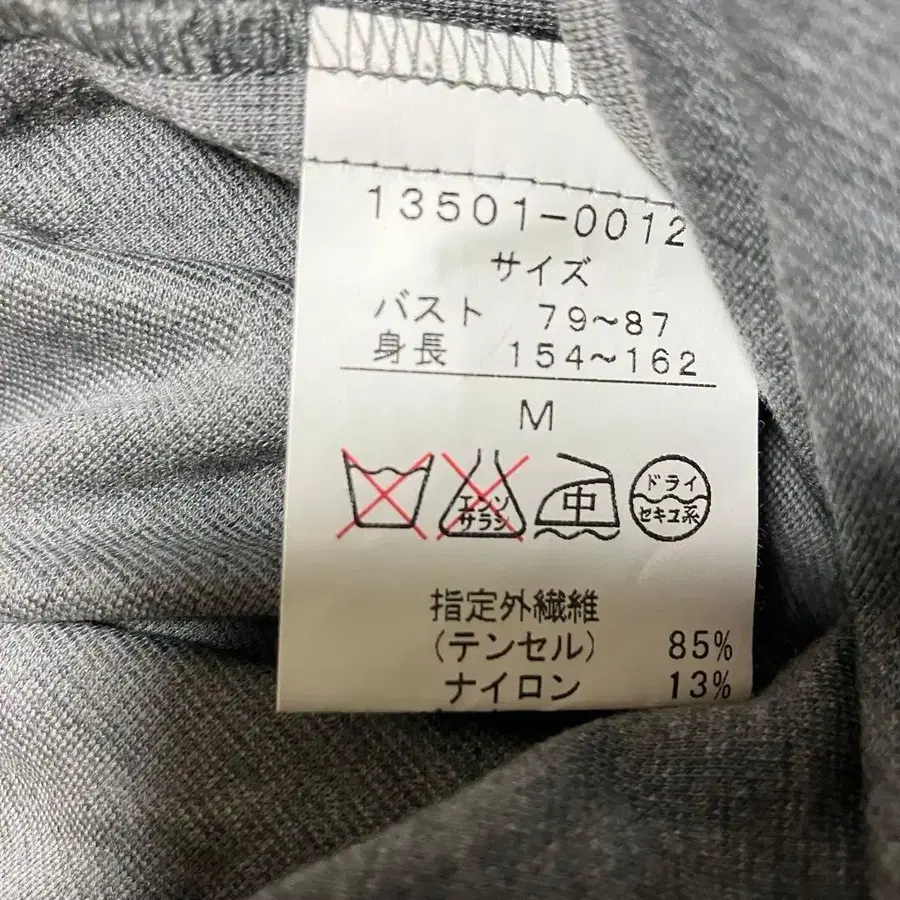 13501-0012
サイズ
バスト 79~87
身長 154~162
M
エンソ
サラシ
中
ドライ
セキユ系
指定外繊維
(テンセル) 85%
ナイロン 13%